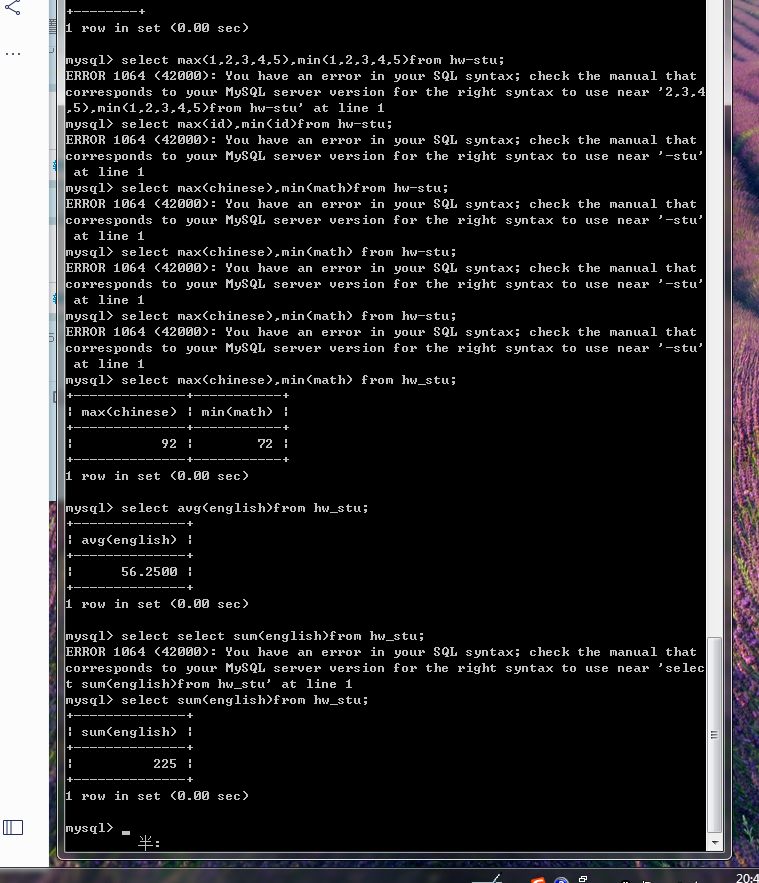 +--------+
1 row in set (0.00 sec)
mysql> select max(1,2,3,4,5),min(1,2,3,4,5)from hw-stu;
ERROR 1064 (42000): You have an error in your SQL syntax; check the manual that
corresponds to your MySQL server version for the right syntax to use near '2,3,4
,5),min(1,2,3,4,5)from hw-stu' at line 1
mysql> select max(id),min(id)from hw-stu;
ERROR 1064 (42000): You have an error in your SQL syntax; check the manual that
corresponds to your MySQL server version for the right syntax to use near '-stu'
 at line 1
mysql> select max(chinese),min(math)from hw-stu;
ERROR 1064 (42000): You have an error in your SQL syntax; check the manual that
corresponds to your MySQL server version for the right syntax to use near '-stu'
 at line 1
mysql> select max(chinese),min(math) from hw-stu;
ERROR 1064 (42000): You have an error in your SQL syntax; check the manual that
corresponds to your MySQL server version for the right syntax to use near '-stu'
 at line 1
mysql> select max(chinese),min(math) from hw-stu;
ERROR 1064 (42000): You have an error in your SQL syntax; check the manual that
corresponds to your MySQL server version for the right syntax to use near '-stu'
 at line 1
mysql> select max(chinese),min(math) from hw_stu;
+--------------+-----------+
| max(chinese) | min(math) |
+--------------+-----------+
|           92 |        72 |
+--------------+-----------+
1 row in set (0.00 sec)
mysql> select avg(english)from hw_stu;
+--------------+
| avg(english) |
+--------------+
|      56.2500 |
+--------------+
1 row in set (0.00 sec)
mysql> select select sum(english)from hw_stu;
ERROR 1064 (42000): You have an error in your SQL syntax; check the manual that
corresponds to your MySQL server version for the right syntax to use near 'selec
t sum(english)from hw_stu' at line 1
mysql> select sum(english)from hw_stu;
+--------------+
| sum(english) |
+--------------+
|          225 |
+--------------+
1 row in set (0.00 sec)
mysql> _
半:
20:4